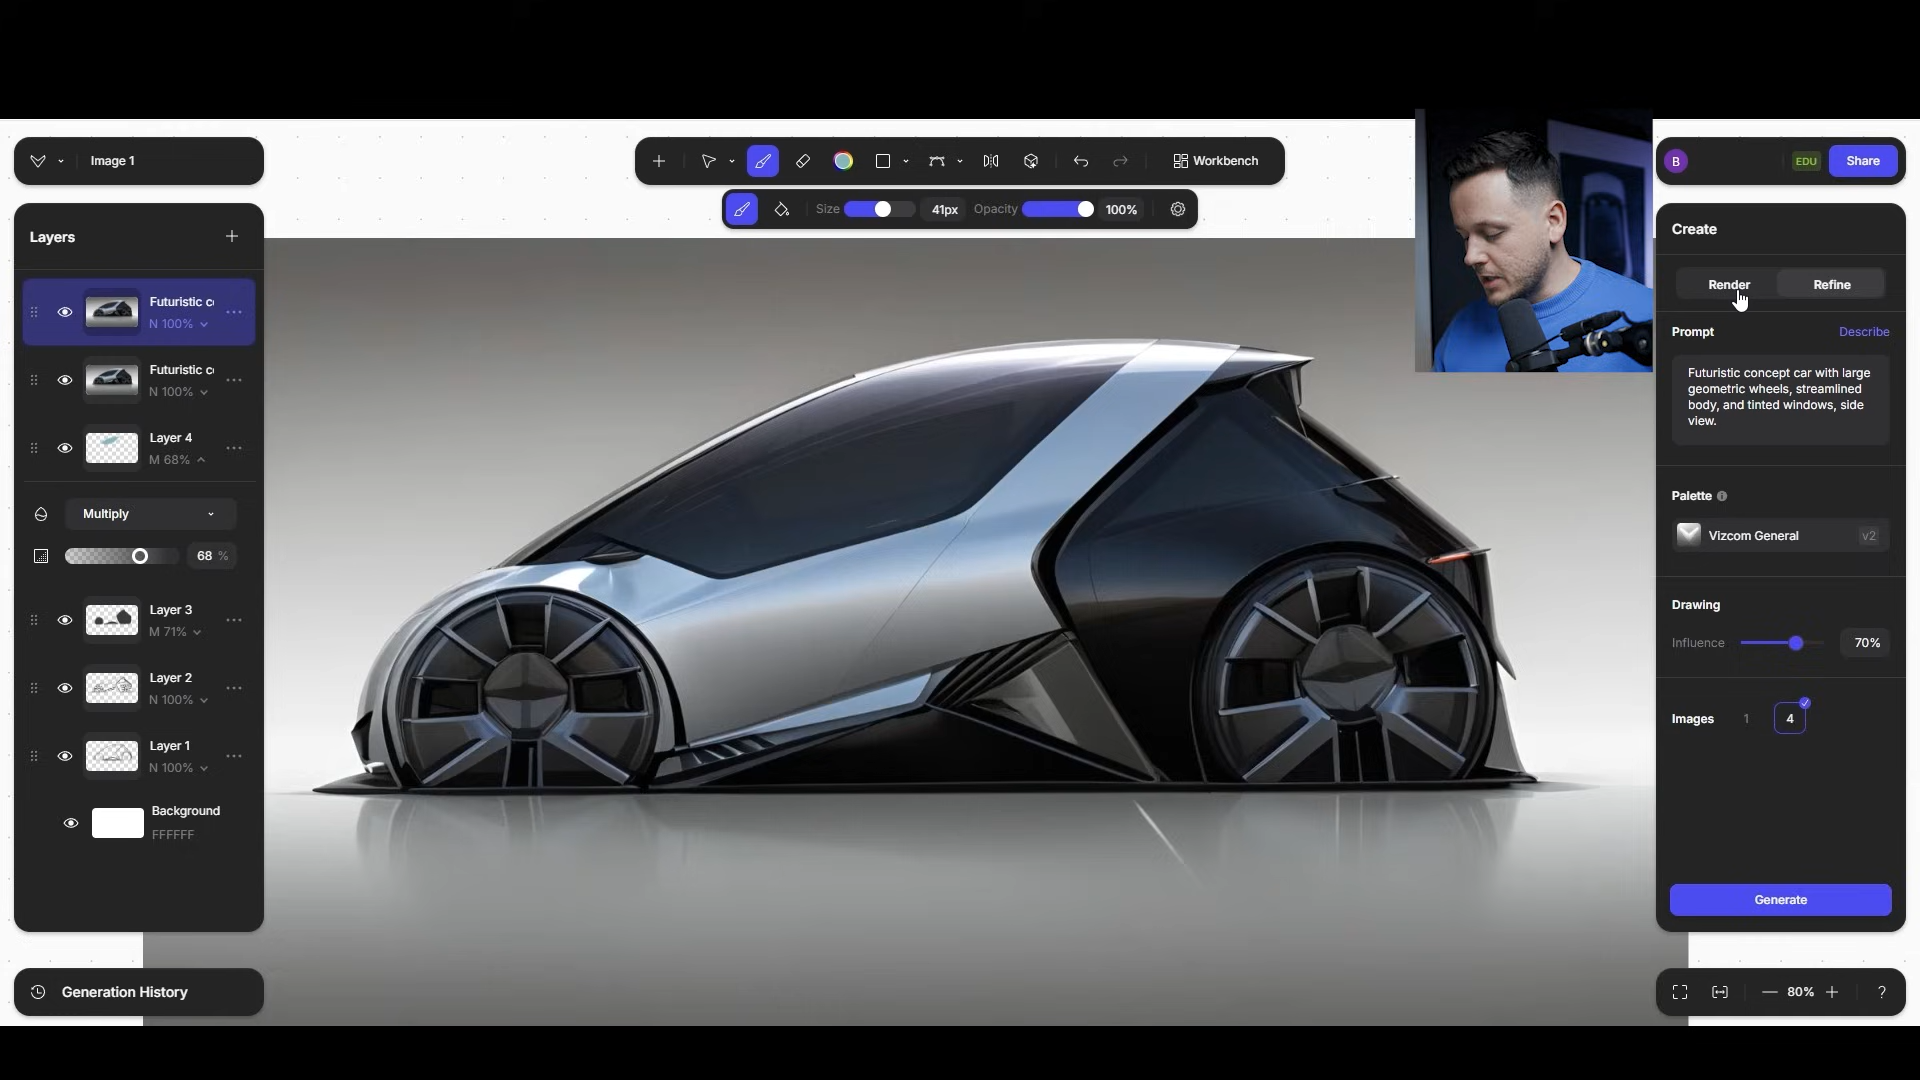 Image 1
Workbench
B
EDU
Share
Size
41px
Opacity
100%
Layers
Futuristic co
N 100%
Futuristic co
N 100%
Layer 4
M 68%
Multiply
68 %
Layer 3
M 71%
Layer 2
N 100%
Layer 1
N 100%
Background
FFFFFF
Generation History
Create
Render
Refine
Prompt
Describe
Futuristic concept car with large
geometric wheels, streamlined
body, and tinted windows, side
view.
Palette
Vizcom General
v2
Drawing
Influence
70%
Images
1
4
Generate
80%
?